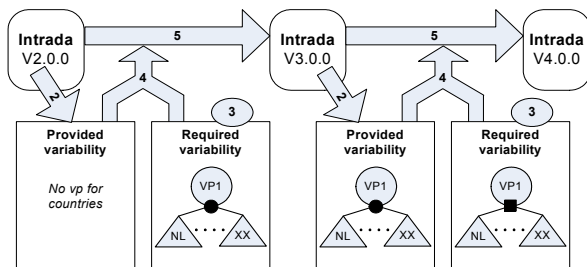 Intrada
V2.0.0
5
Intrada
V3.0.0
5
Intrada
V4.0.0
2
4
2
4
3
3
Provided
variability
Required
variability
Provided
variability
Required
variability
No vp for
countries
VP1
VP1
VP1
NL
. . . .
XX
NL
. . . .
XX
NL
. . . .
XX